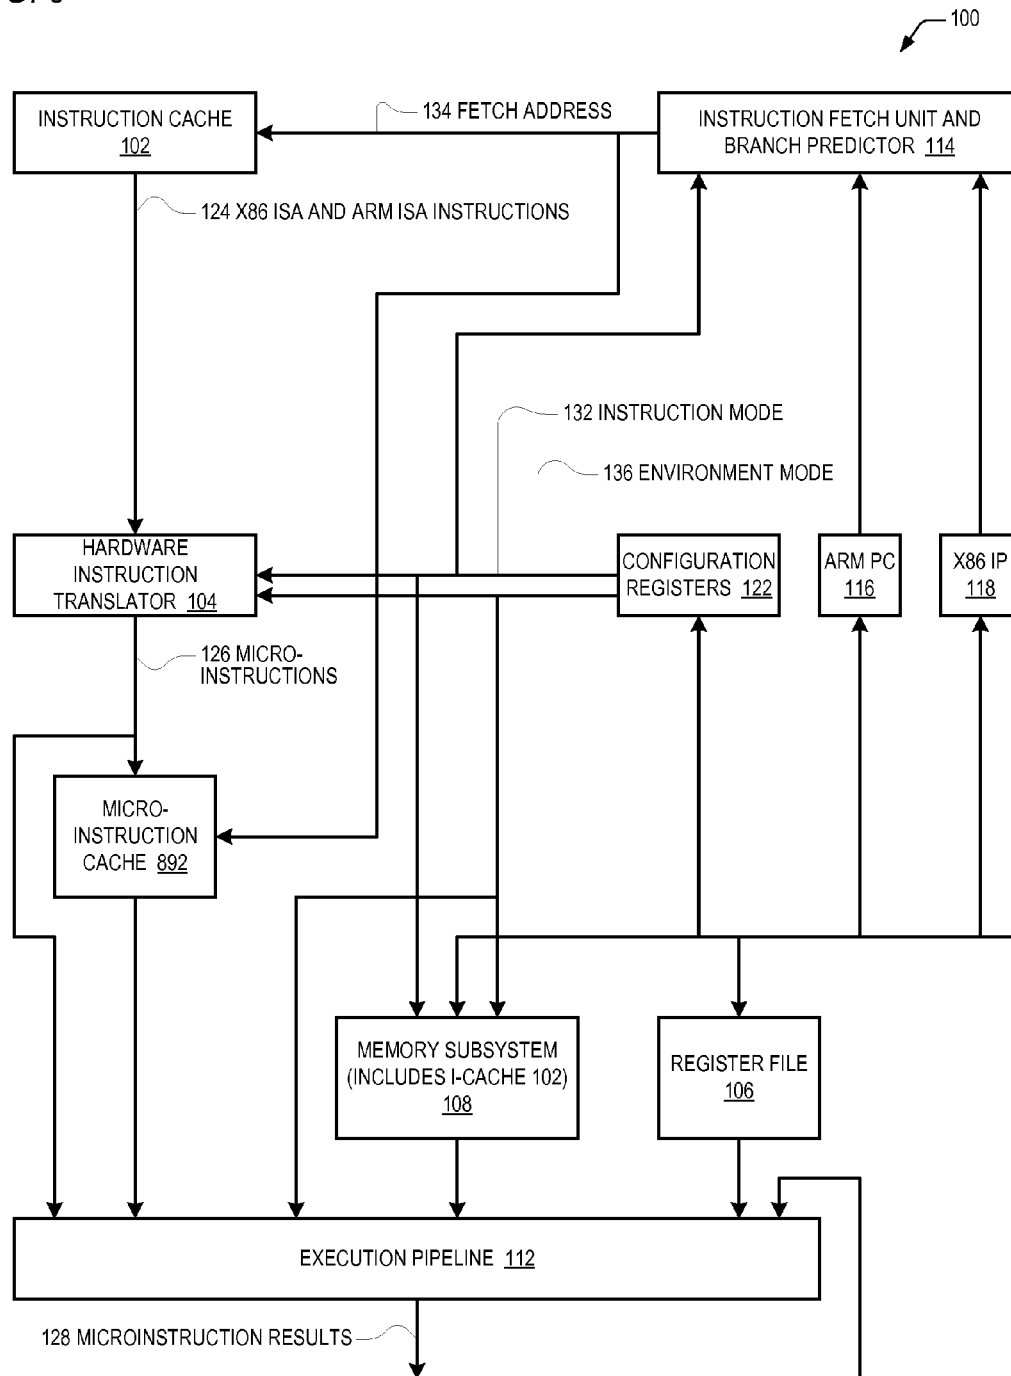 100
INSTRUCTION CACHE
102
134 FETCH ADDRESS
INSTRUCTION FETCH UNIT AND
BRANCH PREDICTOR 114
124 X86 ISA AND ARM ISA INSTRUCTIONS
132 INSTRUCTION MODE
136 ENVIRONMENT MODE
HARDWARE
INSTRUCTION
TRANSLATOR 104
CONFIGURATION
REGISTERS 122
ARM PC
116
X86 IP
118
126 MICRO-
INSTRUCTIONS
MICRO-
INSTRUCTION
CACHE 892
MEMORY SUBSYSTEM
(INCLUDES I-CACHE 102)
108
REGISTER FILE
106
EXECUTION PIPELINE 112
128 MICROINSTRUCTION RESULTS